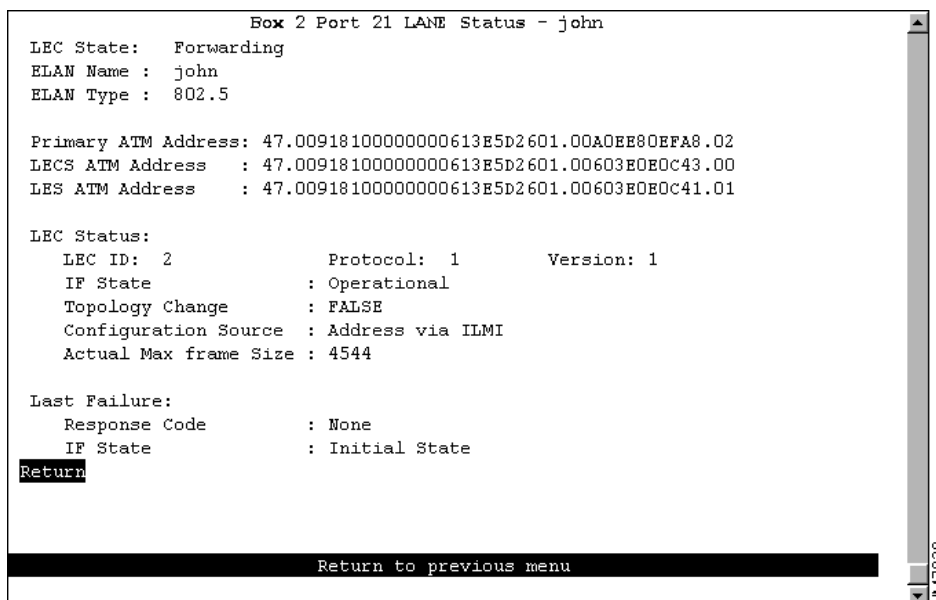 Box 2 Port 21 LANE Status - john
LEC State: Forwarding
ELAN Name : john
ELAN Type : 802.5
Primary ATM Address: 47.00918100000000613E5D2601.00A0EE80EFA8.02
LECS ATM Address : 47.00918100000000613E5D2601.00603E0E0C43.00
LES ATM Address : 47.00918100000000613E5D2601.00603E0E0C41.01
LEC Status:
LEC ID: 2 Protocol: 1 Version: 1
IF State : Operational
Topology Change : FALSE
Configuration Source : Address via ILMI
Actual Max frame Size : 4544
Last Failure:
Response Code : None
IF State : Initial State
Return
Return to previous menu